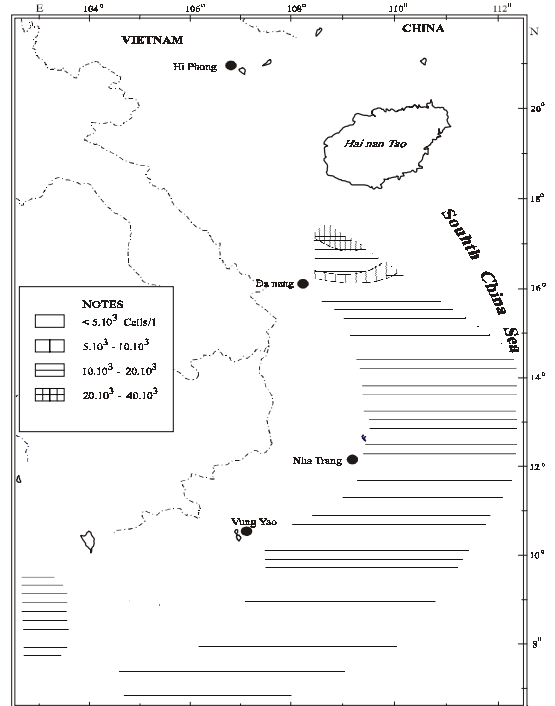 E 104° 106° 108° 110° 112° N
VIETNAM
CHINA
Hi Phong
20°
Hai nan Tao
18°
Souhth China Sea
Da nang
16°
NOTES
< 5.10³ Cells/l
5.10³ - 10.10³
10.10³ - 20.10³
20.10³ - 40.10³
14°
Nha Trang
12°
Vung Yao
10°
8°